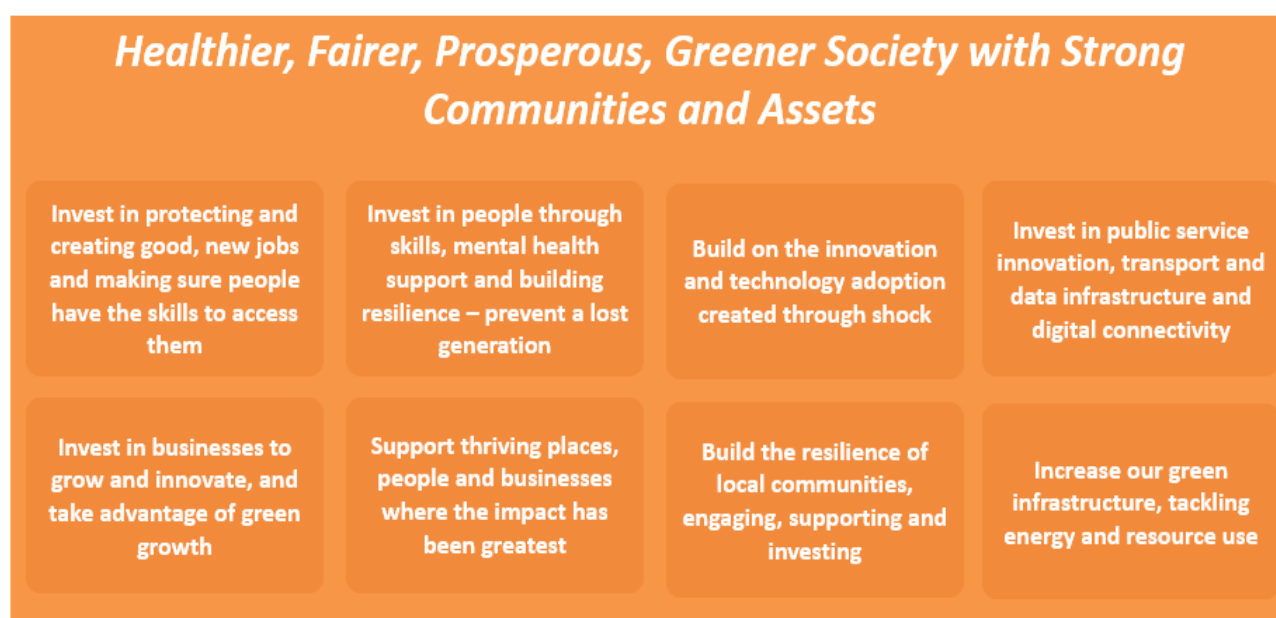 Healthier, Fairer, Prosperous, Greener Society with Strong
Communities and Assets
Invest in protecting and
creating good, new jobs
and making sure people
have the skills to access
them
Invest in people through
skills, mental health
support and building
resilience – prevent a lost
generation
Build on the innovation
and technology adoption
created through shock
Invest in public service
innovation, transport and
data infrastructure and
digital connectivity
Invest in businesses to
grow and innovate, and
take advantage of green
growth
Support thriving places,
people and businesses
where the impact has
been greatest
Build the resilience of
local communities,
engaging, supporting and
investing
Increase our green
infrastructure, tackling
energy and resource use